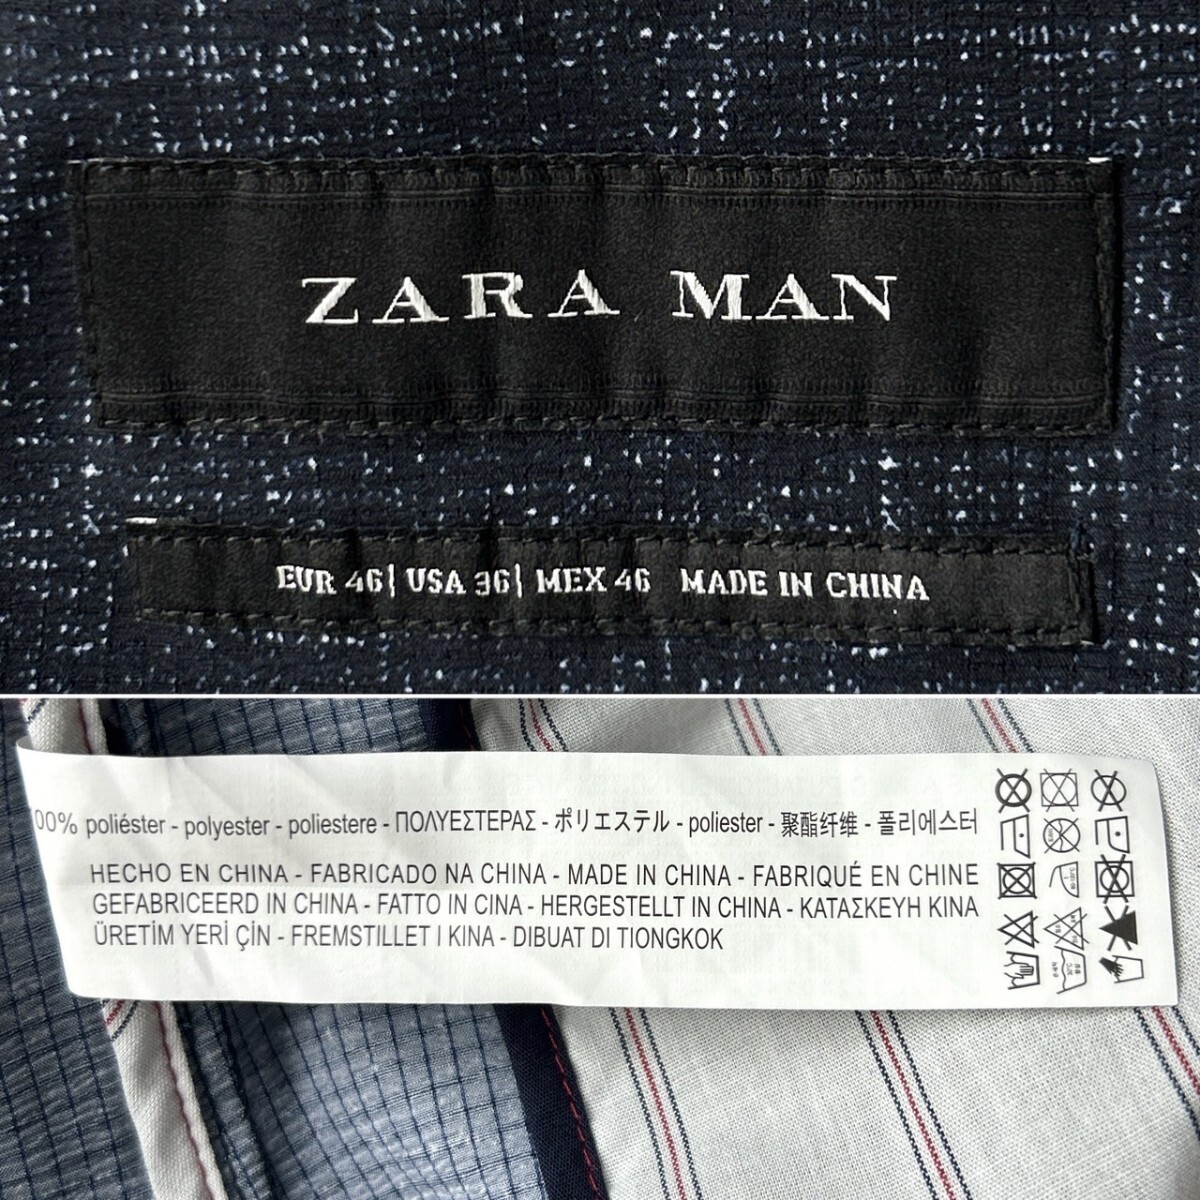 ZARA MAN
EUR 46| USA 36| MEX 46 MADE IN CHINA
00% poliéster - polyester - poliestere - ΠΟΛΥΕΣΤΕΡΑΣ - ポリエステル - poliester - 聚酯纤维 - 폴리에스터
HECHO EN CHINA - FABRICADO NA CHINA - MADE IN CHINA - FABRIQUÉ EN CHINE
GEFABRICEERD IN CHINA - FATTO IN CINA - HERGESTELLT IN CHINA - ΚΑΤΑΣΚΕΥΗ ΚΙΝΑ
ÜRETİM YERİ ÇİN - FREMSTILLET I KINA - DIBUAT DI TIONGKOK